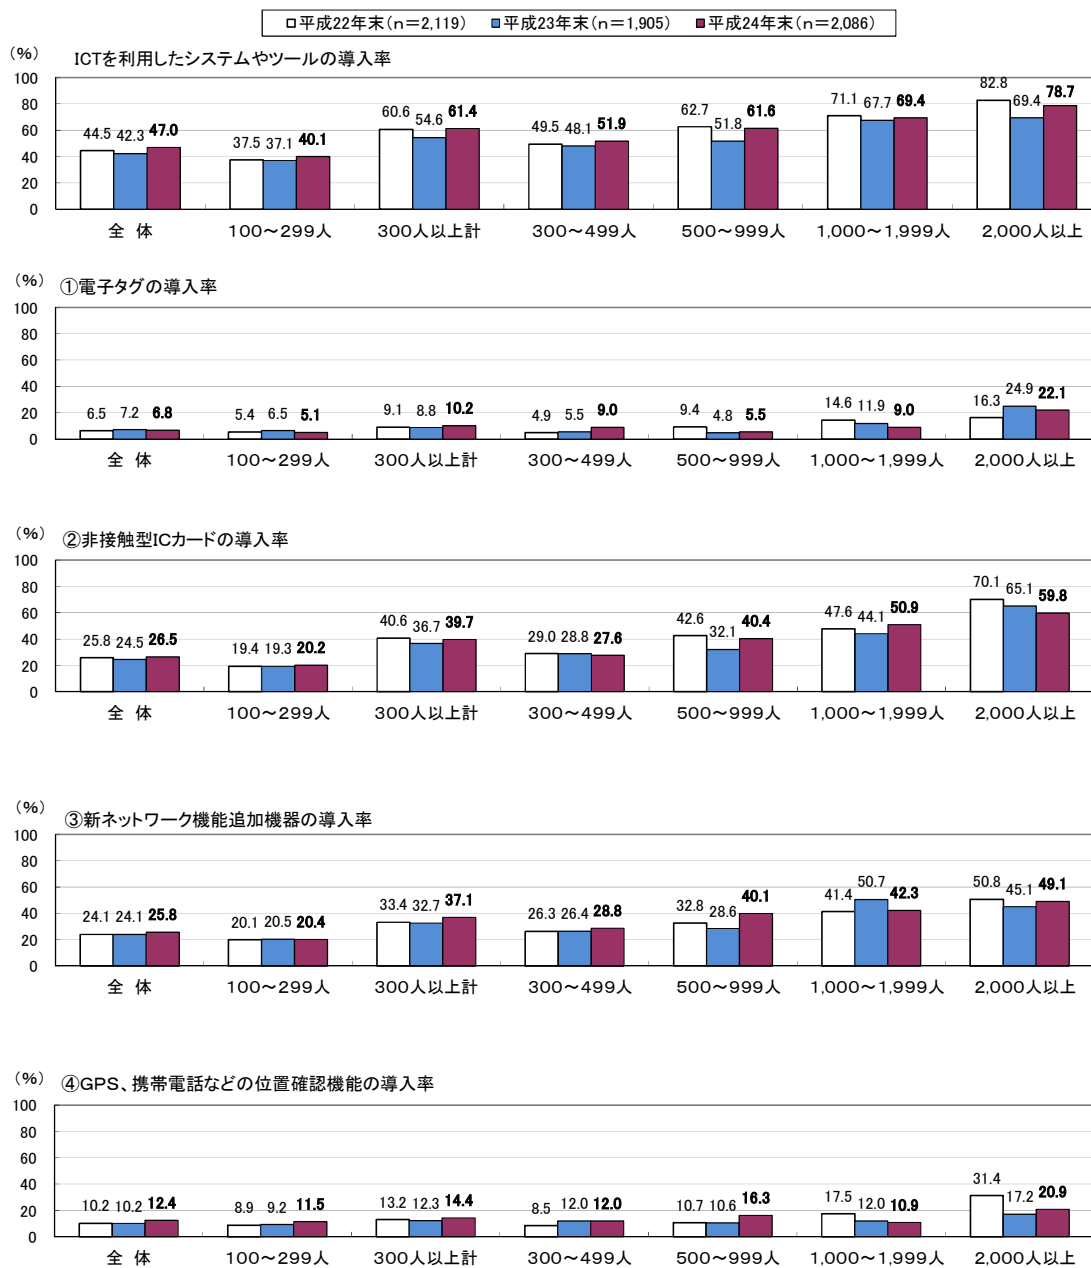 平成22年末(n=2,119) 平成23年末(n=1,905) 平成24年末(n=2,086)
(%) ICTを利用したシステムやツールの導入率
100
80
60
40
20
0
44.5 42.3 47.0 37.5 37.1 40.1 60.6 54.6 61.4 49.5 48.1 51.9 62.7 51.8 61.6 71.1 67.7 69.4 82.8 69.4 78.7
全 体 100～299人 300人以上計 300～499人 500～999人 1,000～1,999人 2,000人以上
(%) ①電子タグの導入率
100
80
60
40
20
0
6.5 7.2 6.8 5.4 6.5 5.1 9.1 8.8 10.2 4.9 5.5 9.0 9.4 4.8 5.5 14.6 11.9 9.0 16.3 24.9 22.1
全 体 100～299人 300人以上計 300～499人 500～999人 1,000～1,999人 2,000人以上
(%) ②非接触型ICカードの導入率
100
80
60
40
20
0
25.8 24.5 26.5 19.4 19.3 20.2 40.6 36.7 39.7 29.0 28.8 27.6 42.6 32.1 40.4 47.6 44.1 50.9 70.1 65.1 59.8
全 体 100～299人 300人以上計 300～499人 500～999人 1,000～1,999人 2,000人以上
(%) ③新ネットワーク機能追加機器の導入率
100
80
60
40
20
0
24.1 24.1 25.8 20.1 20.5 20.4 33.4 32.7 37.1 26.3 26.4 28.8 32.8 28.6 40.1 41.4 50.7 42.3 50.8 45.1 49.1
全 体 100～299人 300人以上計 300～499人 500～999人 1,000～1,999人 2,000人以上
(%) ④GPS、携帯電話などの位置確認機能の導入率
100
80
60
40
20
0
10.2 10.2 12.4 8.9 9.2 11.5 13.2 12.3 14.4 8.5 12.0 12.0 10.7 10.6 16.3 17.5 12.0 10.9 31.4 17.2 20.9
全 体 100～299人 300人以上計 300～499人 500～999人 1,000～1,999人 2,000人以上